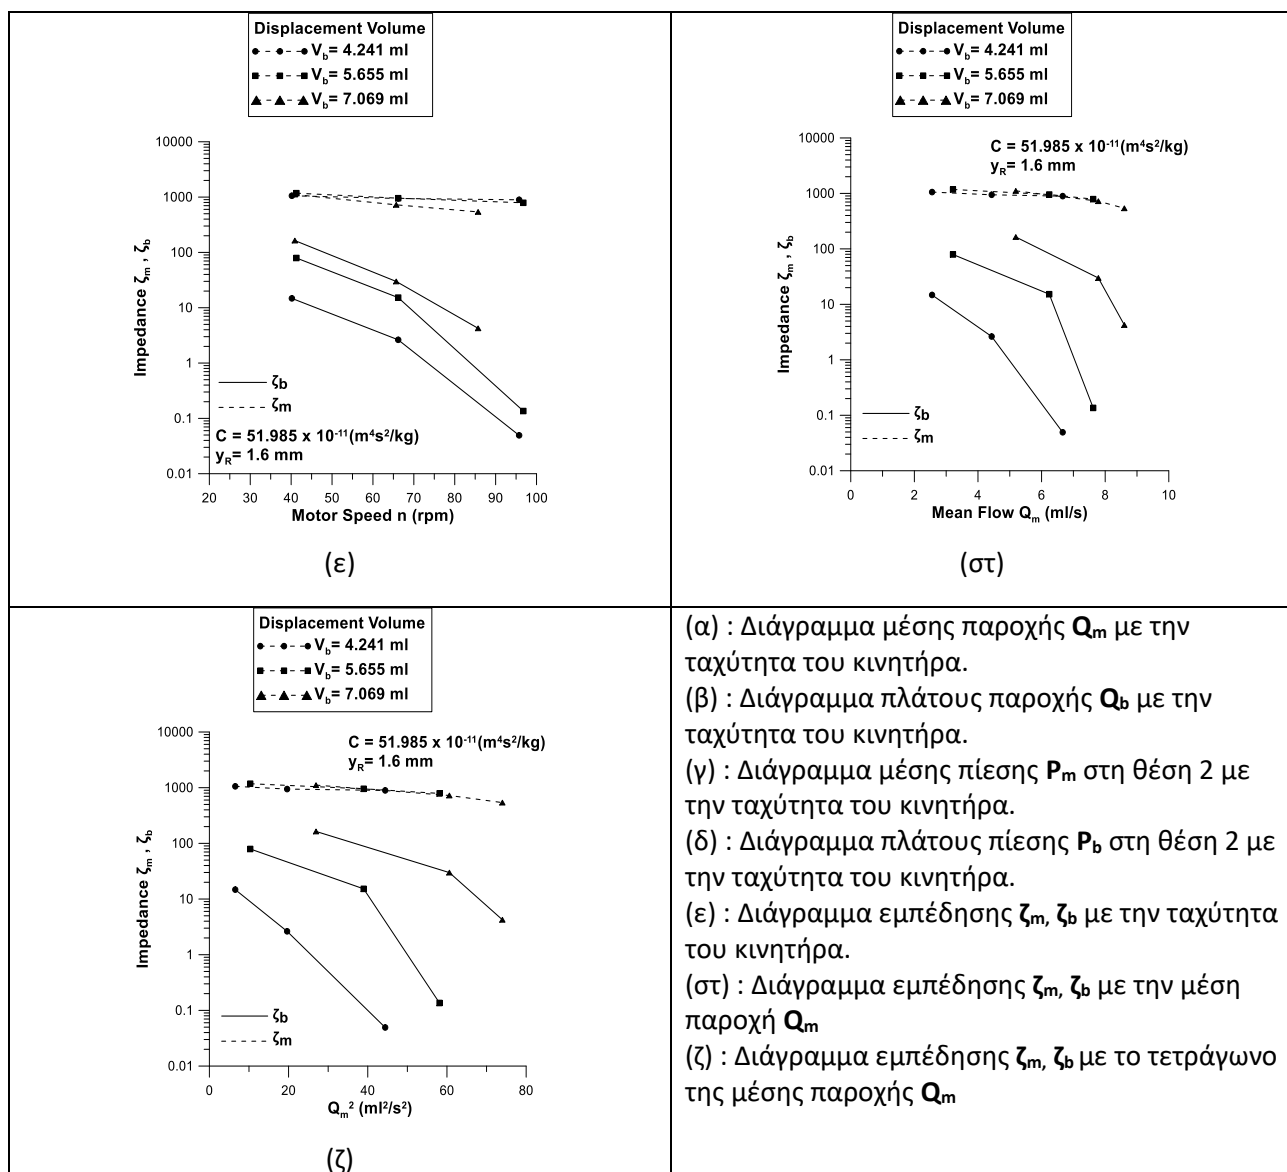 Displacement Volume
V_b= 4.241 ml
V_b= 5.655 ml
V_b= 7.069 ml
10000
1000
100
10
1
0.1
0.01
Impedance ζ_m , ζ_b
ζ_b
ζ_m
C = 51.985 x 10^-11(m^4s^2/kg)
y_R= 1.6 mm
20 30 40 50 60 70 80 90 100
Motor Speed n (rpm)
(ε)
Displacement Volume
V_b= 4.241 ml
V_b= 5.655 ml
V_b= 7.069 ml
C = 51.985 x 10^-11(m^4s^2/kg)
y_R= 1.6 mm
10000
1000
100
10
1
0.1
0.01
Impedance ζ_m , ζ_b
ζb
ζ_m
0 2 4 6 8 10
Mean Flow Q_m (ml/s)
(στ)
Displacement Volume
V_b= 4.241 ml
V_b= 5.655 ml
V_b= 7.069 ml
C = 51.985 x 10^-11(m^4s^2/kg)
y_R= 1.6 mm
10000
1000
100
10
1
0.1
0.01
Impedance ζ_m , ζ_b
ζb
ζm
0 20 40 60 80
Q_m^2 (ml^2/s^2)
(ζ)
(α) : Διάγραμμα μέσης παροχής Q_m με την
ταχύτητα του κινητήρα.
(β) : Διάγραμμα πλάτους παροχής Q_b με την
ταχύτητα του κινητήρα.
(γ) : Διάγραμμα μέσης πίεσης P_m στη θέση 2 με
την ταχύτητα του κινητήρα.
(δ) : Διάγραμμα πλάτους πίεσης P_b στη θέση 2 με
την ταχύτητα του κινητήρα.
(ε) : Διάγραμμα εμπέδησης ζ_m, ζ_b με την ταχύτητα
του κινητήρα.
(στ) : Διάγραμμα εμπέδησης ζ_m, ζ_b με την μέση
παροχή Q_m
(ζ) : Διάγραμμα εμπέδησης ζ_m, ζ_b με το τετράγωνο
της μέσης παροχής Q_m